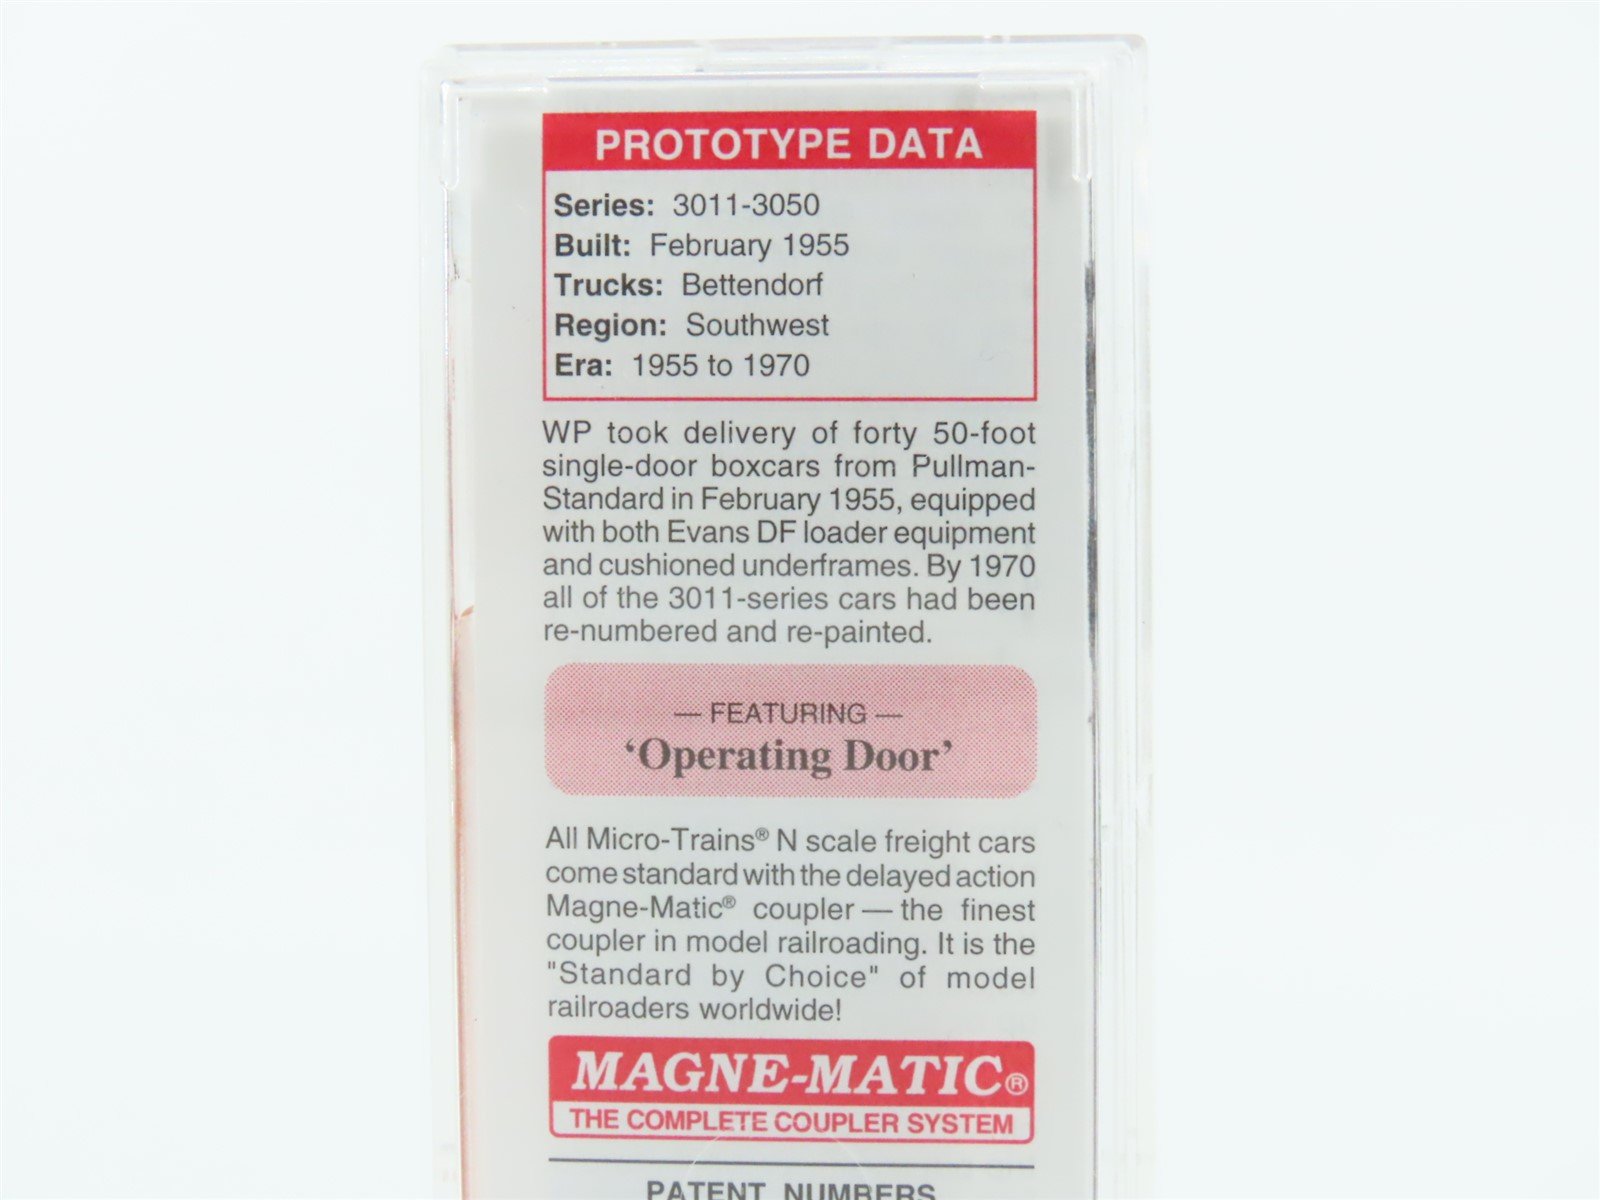 PROTOTYPE DATA
Series: 3011-3050
Built: February 1955
Trucks: Bettendorf
Region: Southwest
Era: 1955 to 1970
WP took delivery of forty 50-foot
single-door boxcars from Pullman-
Standard in February 1955, equipped
with both Evans DF loader equipment
and cushioned underframes. By 1970
all of the 3011-series cars had been
re-numbered and re-painted.
— FEATURING —
‘Operating Door’
All Micro-Trains® N scale freight cars
come standard with the delayed action
Magne-Matic® coupler — the finest
coupler in model railroading. It is the
"Standard by Choice" of model
railroaders worldwide!
MAGNE-MATIC®
THE COMPLETE COUPLER SYSTEM
PATENT NUMBERS